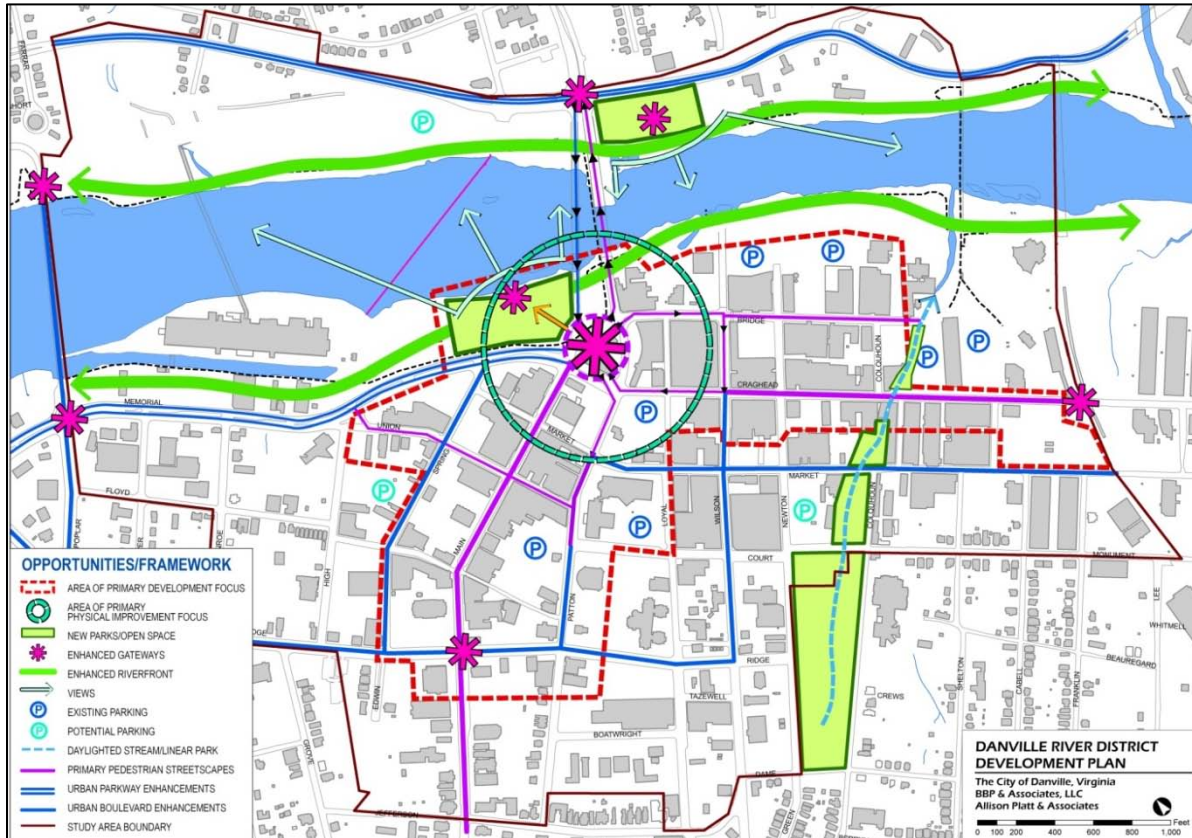 FARRAR
HORT
P
P
P
BRIDGE
COLQUHOUN
P
P
CRAGHEAD
MEMORIAL
UNION
MARKET
P
SPRING
MARKET
FLOYD
P
MAIN
P
P
LOYAL
WILSON
NEWTON
P
COLQUHOUN
POPLAR
HIGH
COURT
MONUMENT
PATTON
LEE
WHITMELL
BEAUREGARD
RIDGE
SHELTON
CABELL
FRANKLIN
EDWIN
TAZEWELL
CREWS
GROVE
BOATWRIGHT
DAME
JEFFERSON
GREEN
OPPORTUNITIES/FRAMEWORK
AREA OF PRIMARY DEVELOPMENT FOCUS
AREA OF PRIMARY
PHYSICAL IMPROVEMENT FOCUS
NEW PARKS/OPEN SPACE
ENHANCED GATEWAYS
ENHANCED RIVERFRONT
VIEWS
P EXISTING PARKING
P POTENTIAL PARKING
DAYLIGHTED STREAM/LINEAR PARK
PRIMARY PEDESTRIAN STREETSCAPES
URBAN PARKWAY ENHANCEMENTS
URBAN BOULEVARD ENHANCEMENTS
STUDY AREA BOUNDARY
DANVILLE RIVER DISTRICT
DEVELOPMENT PLAN
The City of Danville, Virginia
BBP & Associates, LLC
Allison Platt & Associates
0 100 200 400 600 800 1,000 Feet